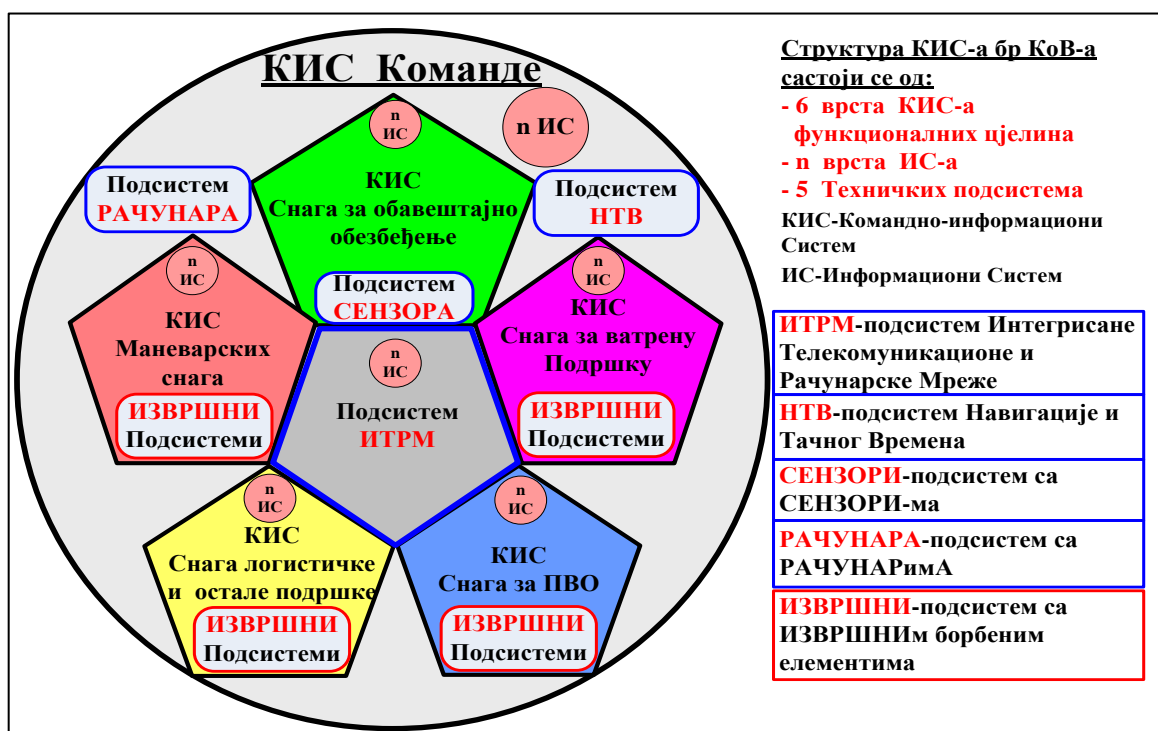 КИС Команде
n ИС
n
ИС
КИС
Снага за обавештајно
обезбеђење
Подсистем
РАЧУНАРА
Подсистем
НТВ
Подсистем
СЕНЗОРА
n
ИС
КИС
Маневарских
снага
ИЗВРШНИ
Подсистеми
n
ИС
КИС
Снага за ватрену
Подршку
ИЗВРШНИ
Подсистеми
n
ИС
Подсистем
ИТРМ
n
ИС
КИС
Снага логистичке
и остале подршке
ИЗВРШНИ
Подсистеми
n
ИС
КИС
Снага за ПВО
ИЗВРШНИ
Подсистеми
Структура КИС-а бр КоВ-а
састоји се од:
- 6 врста КИС-а
функционалних цјелина
- n врста ИС-а
- 5 Техничких подсистема
КИС-Командно-информациони
Систем
ИС-Информациони Систем
ИТРМ-подсистем Интегрисане
Телекомуникационе и
Рачунарске Мреже
НТВ-подсистем Навигације и
Тачног Времена
СЕНЗОРИ-подсистем са
СЕНЗОРИ-ма
РАЧУНАРА-подсистем са
РАЧУНАРимА
ИЗВРШНИ-подсистем са
ИЗВРШНИм борбеним
елементима